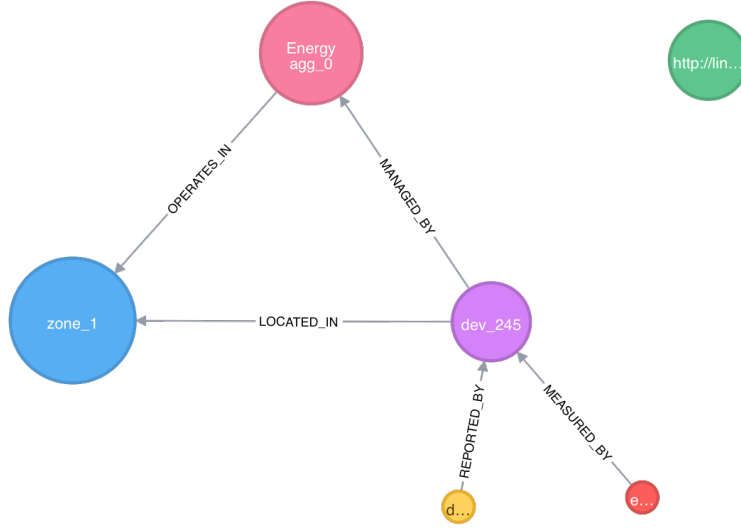 Energy
agg_0
http://lin...
OPERATES_IN
MANAGED_BY
zone_1
LOCATED_IN
dev_245
REPORTED_BY
MEASURED_BY
d...
e...